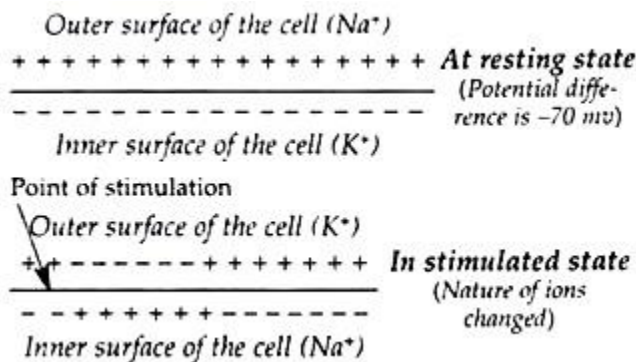 Outer surface of the cell (Na⁺)
+ + + + + + + + + + + + + + + + + At resting state
(Potential diffe-
– – – – – – – – – – – – – – – – – rence is –70 mv)
Inner surface of the cell (K⁺)
Point of stimulation
Outer surface of the cell (K⁺)
+ + – – – – – – – + + + + + + + In stimulated state
(Nature of ions
– – + + + + + + – – – – – – – changed)
Inner surface of the cell (Na⁺)